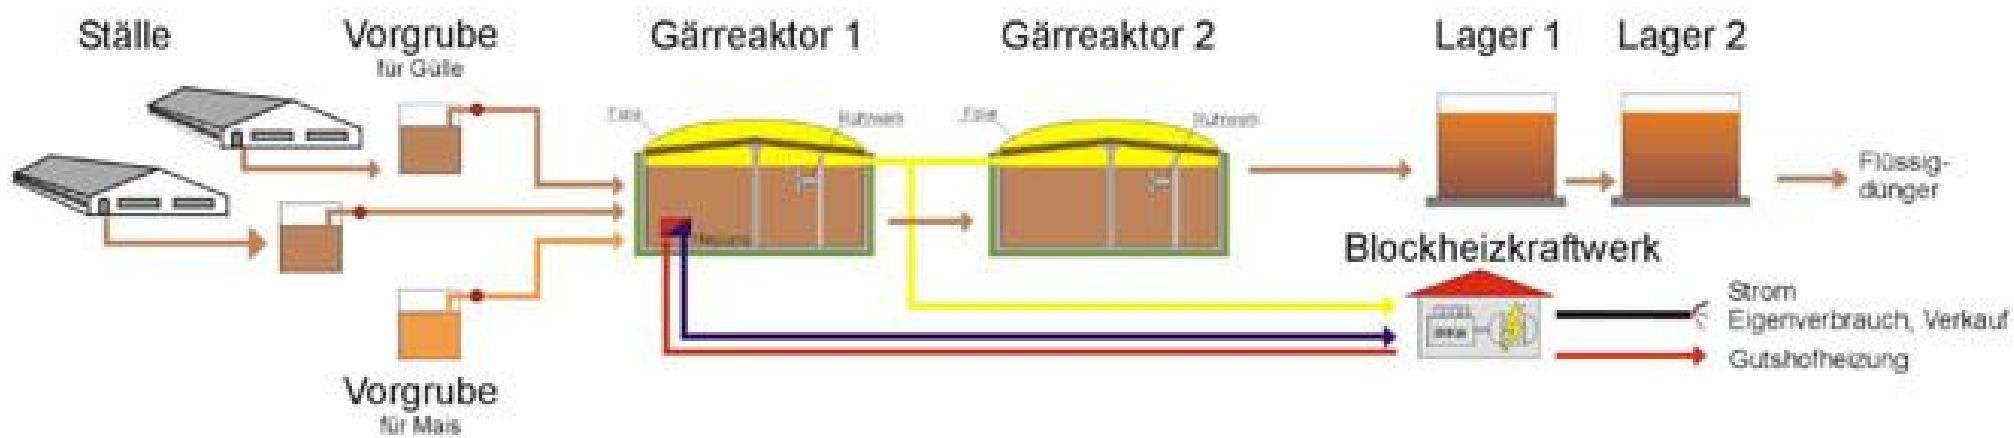 Ställe
Vorgrube
für Gülle
Gärreaktor 1
Gärreaktor 2
Lager 1
Lager 2
Folie
Rührwerk
Folie
Rührwerk
Heizung
Flüssig-
dünger
Blockheizkraftwerk
Strom
Eigenverbrauch, Verkauf
Gutshofheizung
Vorgrube
für Mais